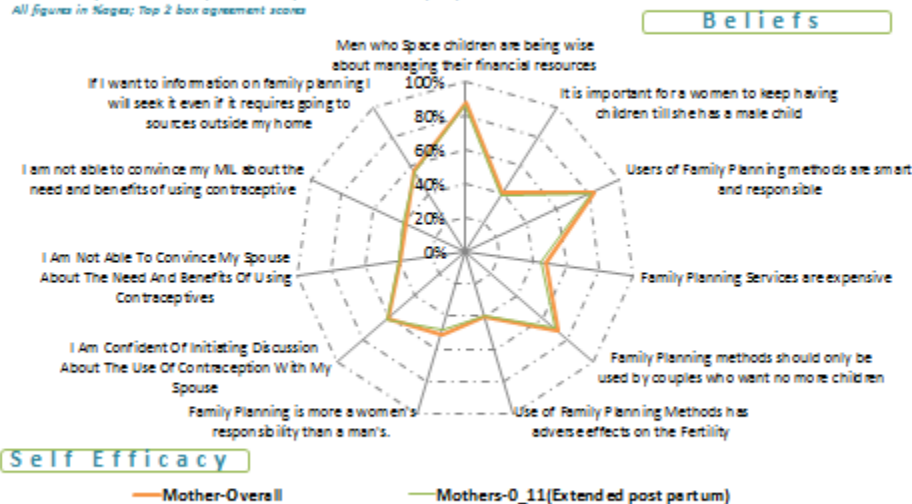 All figures in %ages; Top 2 box agreement scores
Beliefs
Men who Space children are being wise
about managing their financial resources
100%
80%
60%
40%
20%
0%
It is important for a women to keep having
children till she has a male child
Users of Family Planning methods are smart
and responsible
Family Planning Services are expensive
Family Planning methods should only be
used by couples who want no more children
Use of Family Planning Methods has
adverse effects on the Fertility
Family Planning is more a women's
responsibility than a man's.
I Am Confident Of Initiating Discussion
About The Use Of Contraception With My
Spouse
I Am Not Able To Convince My Spouse
About The Need And Benefits Of Using
Contraceptives
I am not able to convince my MIL about the
need and benefits of using contraceptive
If I want to information on family planning I
will seek it even if it requires going to
sources outside my home
Self Efficacy
Mother-Overall
Mothers-0_11(Extended post partum)